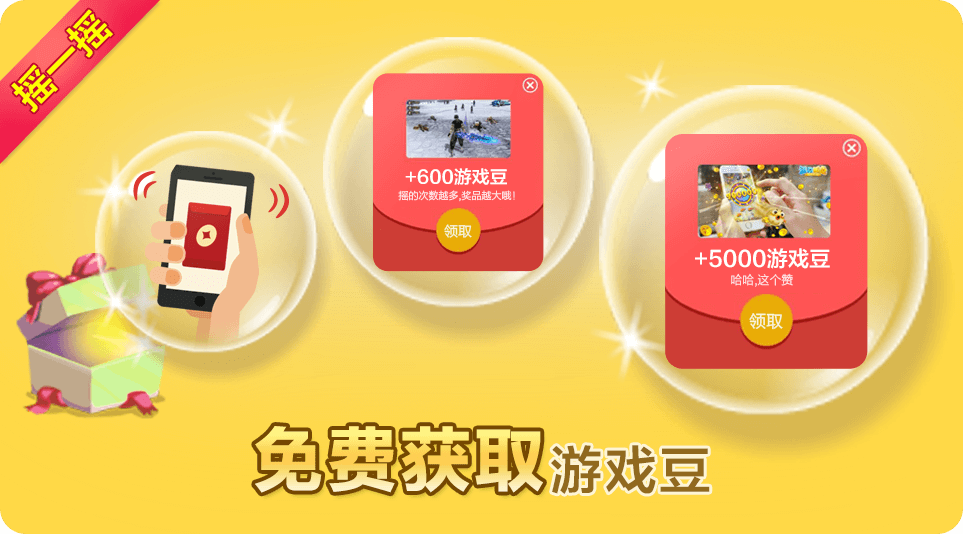 摇一摇
+600游戏豆
摇的次数越多,奖品越大哦!
领取
+5000游戏豆
哈哈,这个赞
领取
免费获取游戏豆